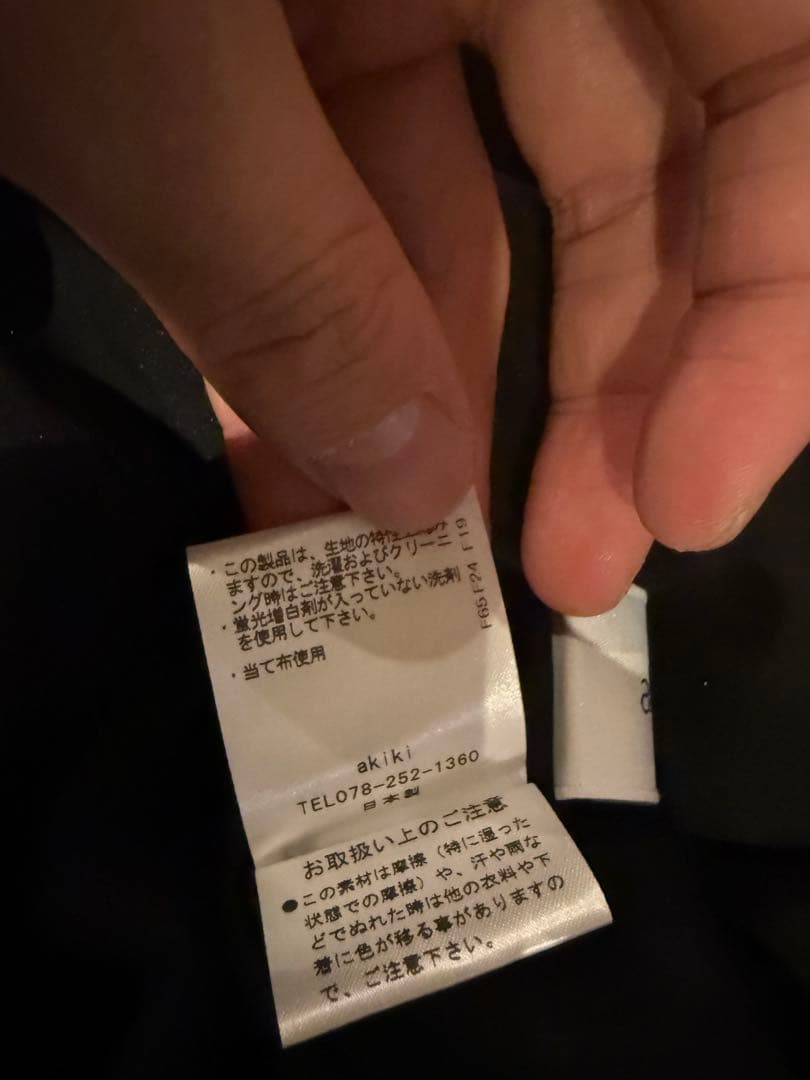 ・この製品は、生地の特性
ますので、洗濯およびクリーニ
ング時はご注意下さい。
・蛍光増白剤が入っていない洗剤
を使用して下さい。
・当て布使用
F65 F24 F19
akiki
TEL078-252-1360
日本製
お取扱い上のご注意
●この素材は摩擦（特に湿った
状態での摩擦）や、汗や雨な
どでぬれた時は他の衣料や下
着に色が移る事がありますの
で、ご注意下さい。